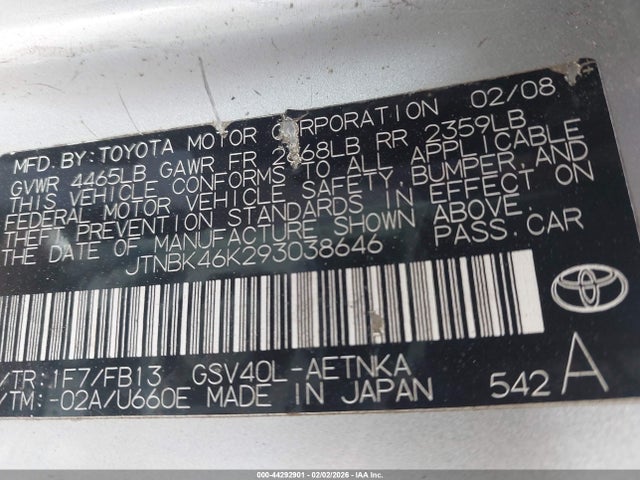 MFD. BY: TOYOTA MOTOR CORPORATION 02/08
GVWR 4465LB GAWR FR 2668LB RR 2359LB
THIS VEHICLE CONFORMS TO ALL APPLICABLE
FEDERAL MOTOR VEHICLE SAFETY, BUMPER, AND
THEFT PREVENTION STANDARDS IN EFFECT ON
THE DATE OF MANUFACTURE SHOWN ABOVE.
JTNBK46K293038646 PASS. CAR
/TR: 1F7/FB13 GSV40L-AETNKA
/TM: -02A/U660E MADE IN JAPAN 542 A
000-44292901 - 02/02/2026 - IAA Inc.